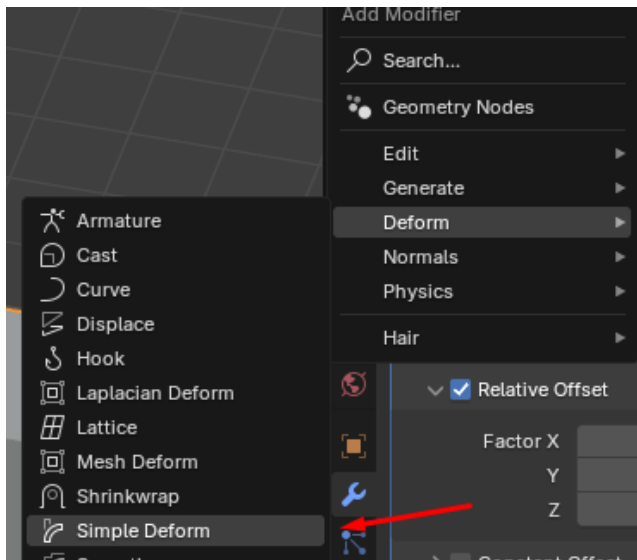 Add Modifier
Search...
Geometry Nodes
Edit
Generate
Deform
Normals
Physics
Hair
Armature
Cast
Curve
Displace
Hook
Laplacian Deform
Lattice
Mesh Deform
Shrinkwrap
Simple Deform
Relative Offset
Factor X
Y
Z